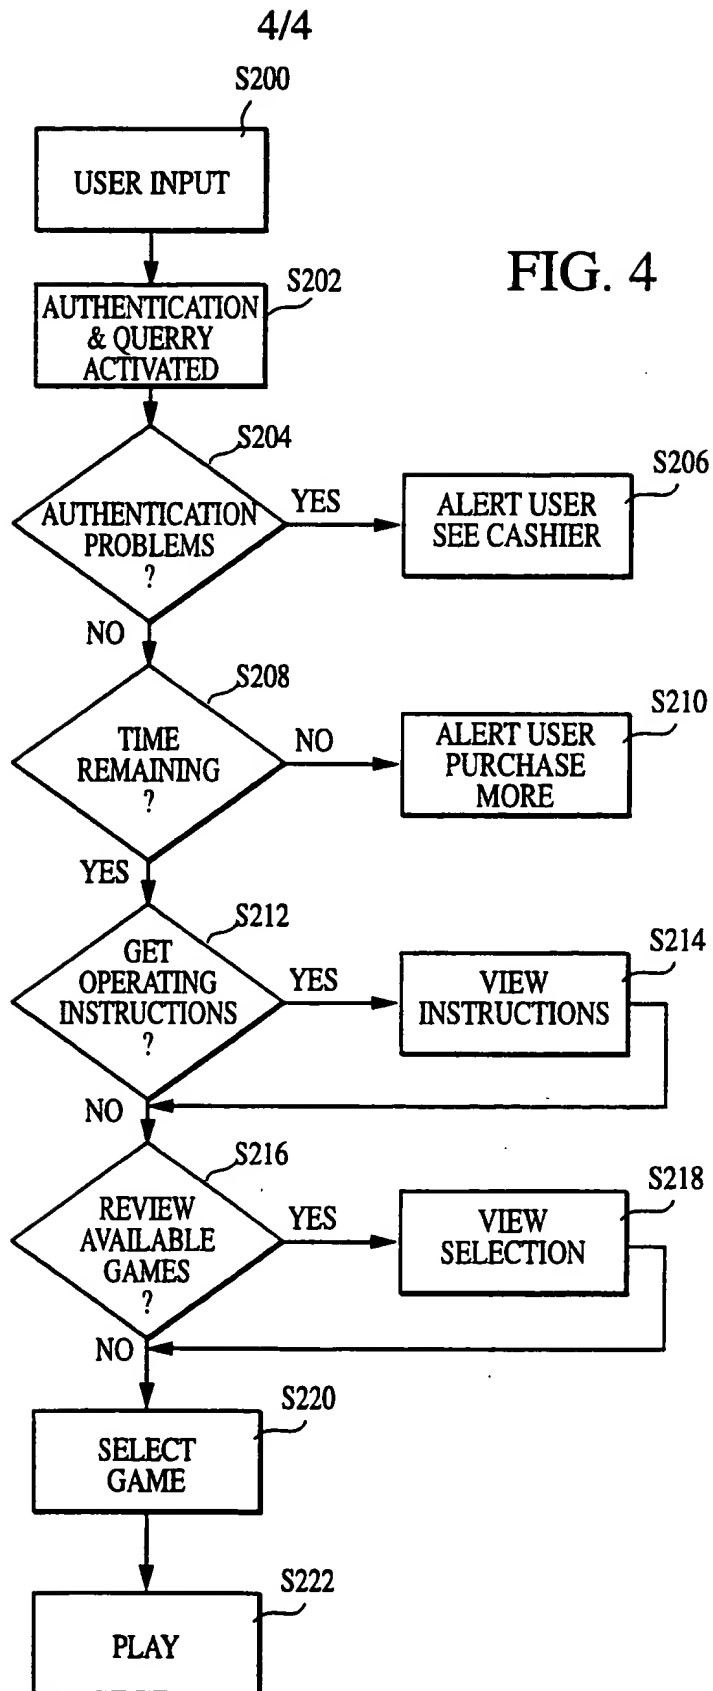 4/4
S200
USER INPUT
FIG. 4
S202
AUTHENTICATION
& QUERRY
ACTIVATED
S204
AUTHENTICATION
PROBLEMS
?
YES
S206
ALERT USER
SEE CASHIER
NO
S208
TIME
REMAINING
?
NO
S210
ALERT USER
PURCHASE
MORE
YES
S212
GET
OPERATING
INSTRUCTIONS
?
YES
S214
VIEW
INSTRUCTIONS
NO
S216
REVIEW
AVAILABLE
GAMES
?
YES
S218
VIEW
SELECTION
NO
S220
SELECT
GAME
S222
PLAY